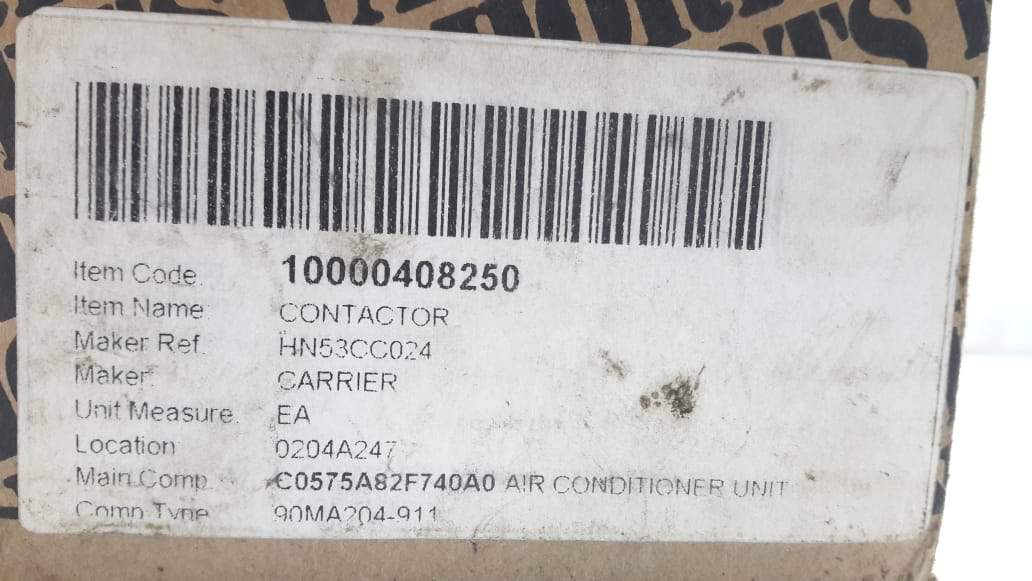 Item Code 10000408250
Item Name CONTACTOR
Maker Ref. HN53CC024
Maker CARRIER
Unit Measure EA
Location 0204A247
Main Comp C0575A82F740A0 AIR CONDITIONER UNIT
Comp Type 90MA204-911